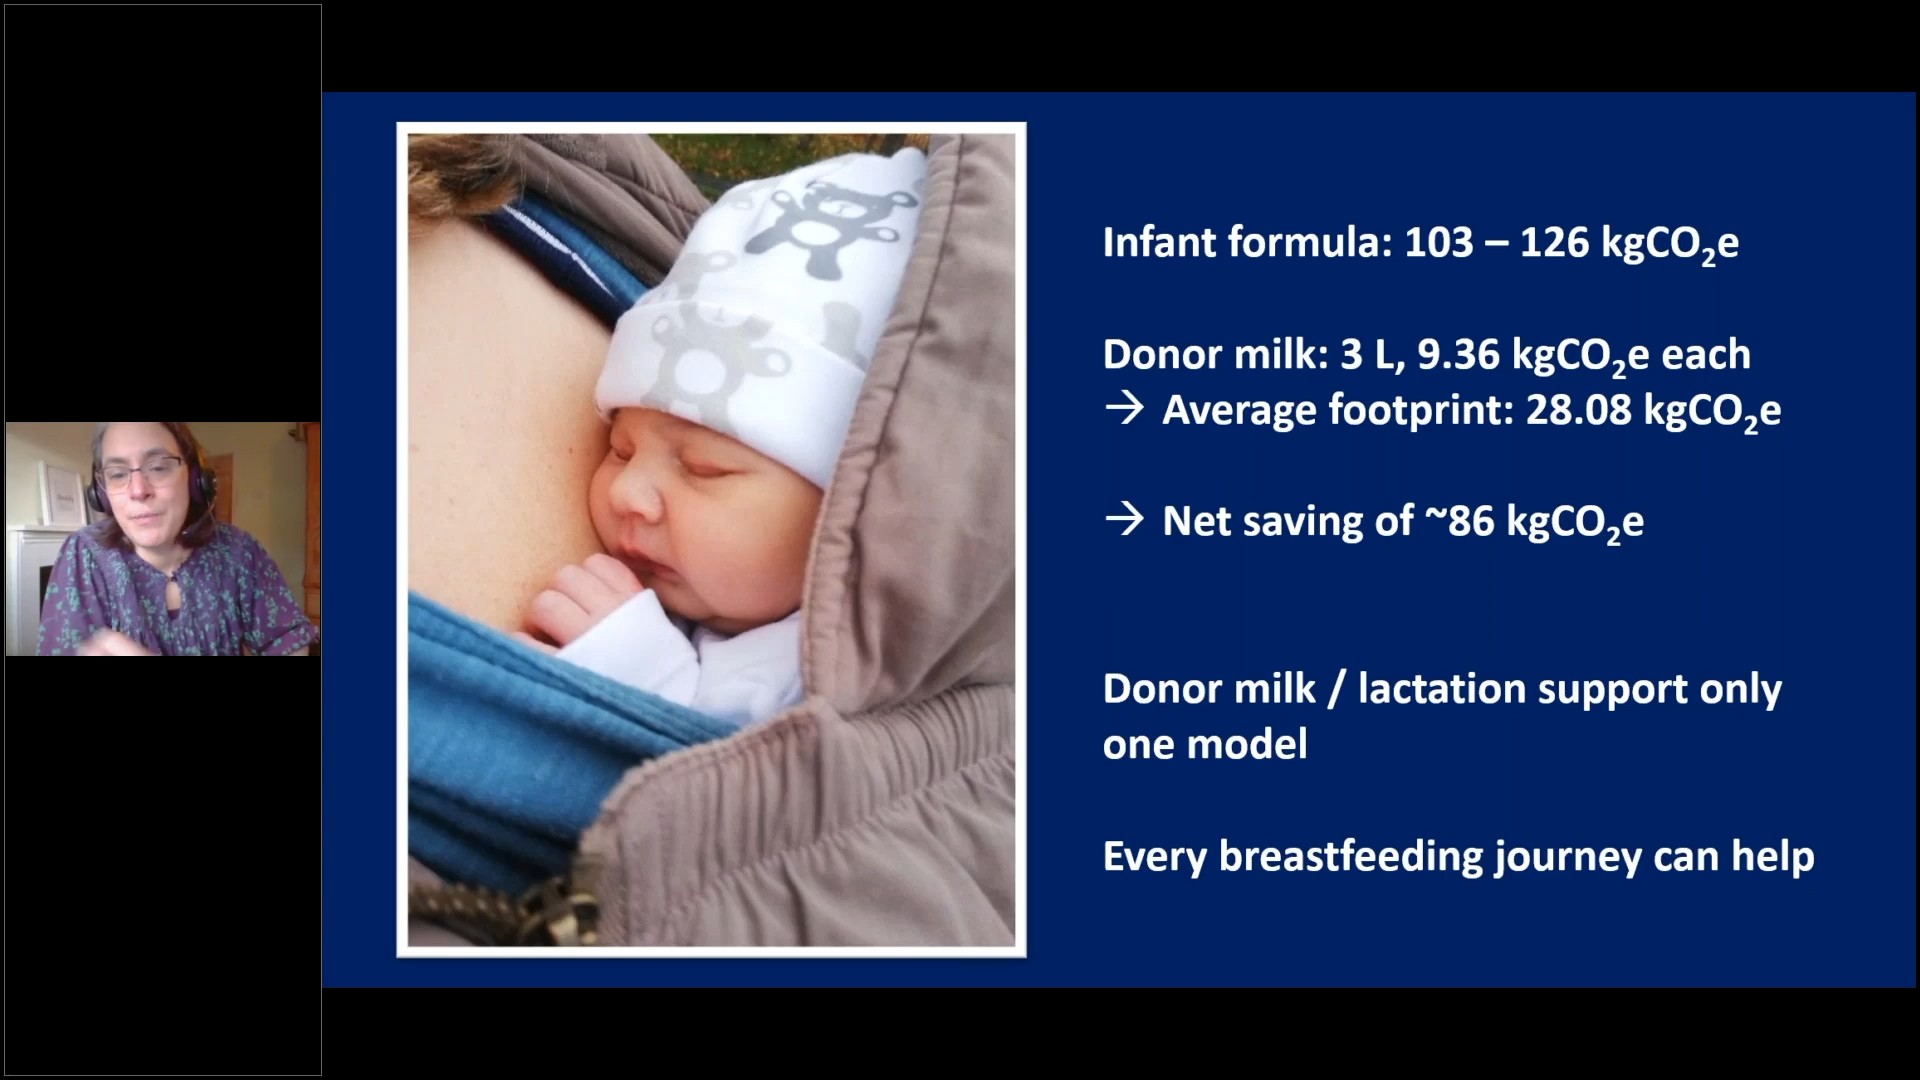 Infant formula: 103 – 126 kgCO₂e
Donor milk: 3 L, 9.36 kgCO₂e each
→ Average footprint: 28.08 kgCO₂e
→ Net saving of ~86 kgCO₂e
Donor milk / lactation support only
one model
Every breastfeeding journey can help